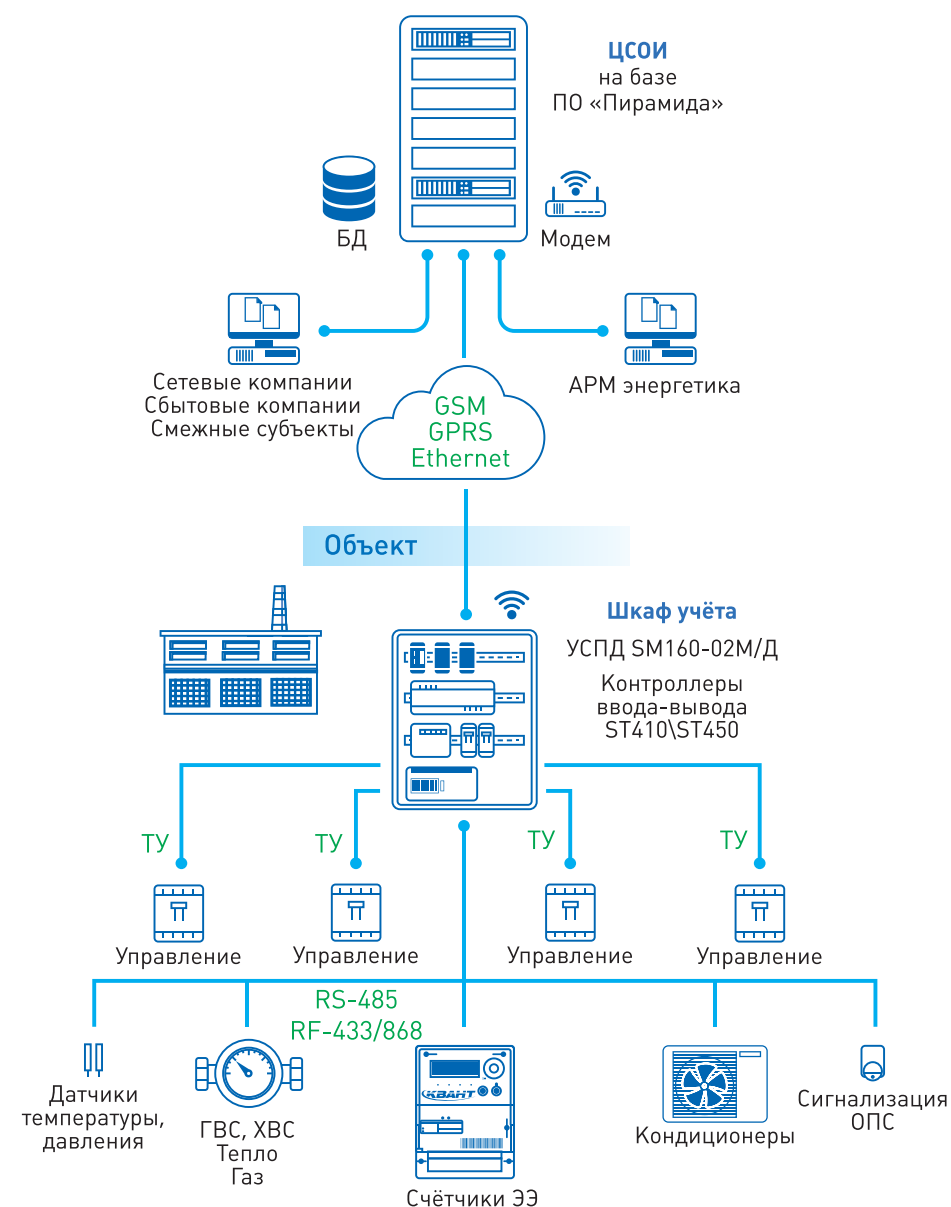 ЦСОИ
на базе
ПО «Пирамида»
БД
Модем
Сетевые компании
Сбытовые компании
Смежные субъекты
АРМ энергетика
GSM
GPRS
Ethernet
Объект
Шкаф учёта
УСПД SM160-02М/Д
Контроллеры
ввода-вывода
ST410\ST450
ТУ
ТУ
ТУ
ТУ
Управление
Управление
Управление
Управление
RS-485
RF-433/868
Датчики
температуры,
давления
ГВС, ХВС
Тепло
Газ
КВАНТ
Счётчики ЭЭ
Кондиционеры
Сигнализация
ОПС